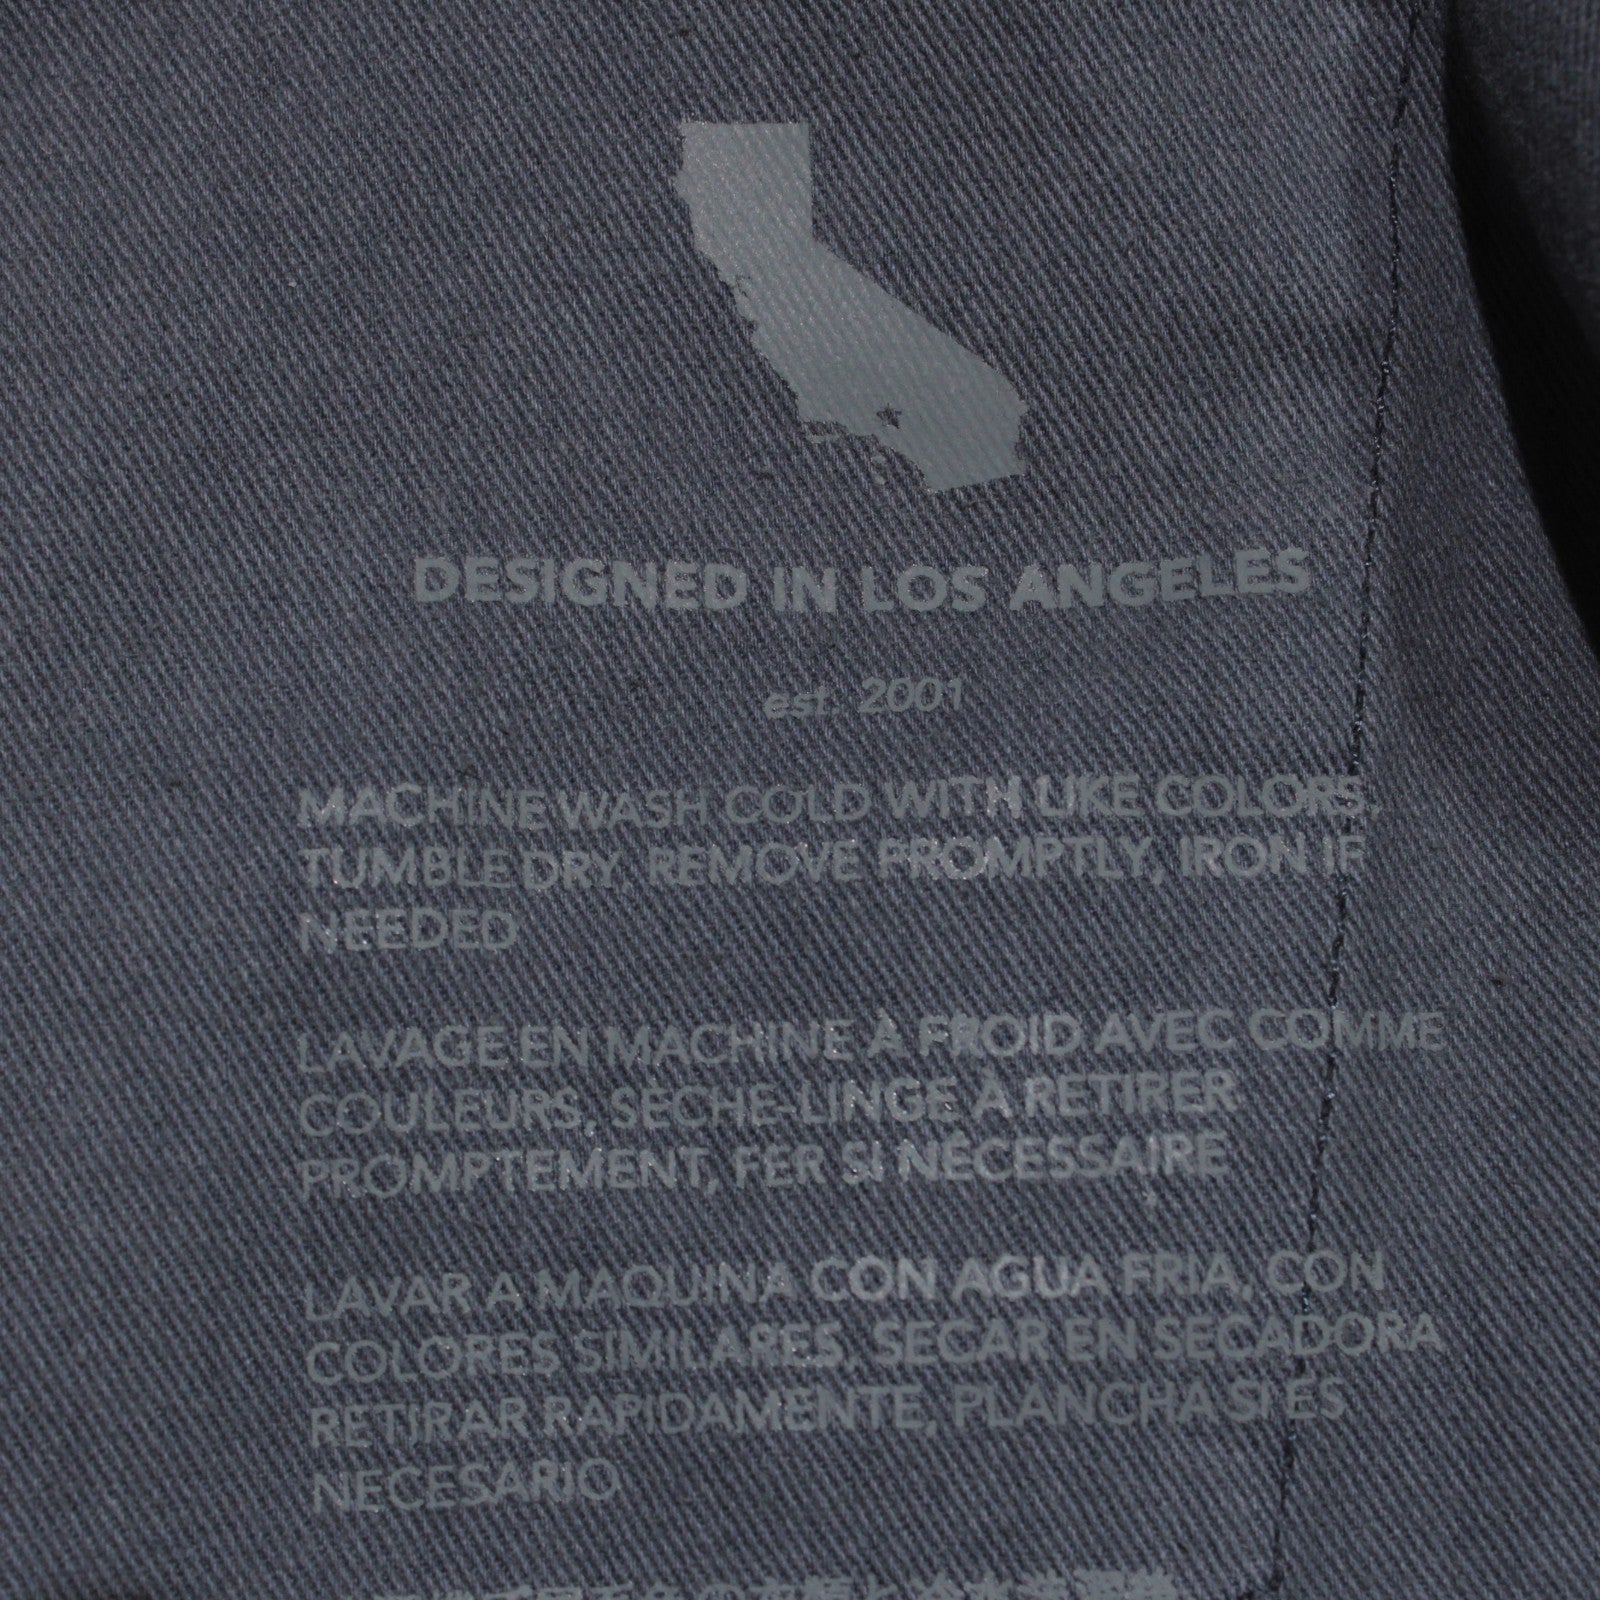 DESIGNED IN LOS ANGELES
est. 2001
MACHINE WASH COLD WITH LIKE COLORS,
TUMBLE DRY. REMOVE PROMPTLY, IRON IF
NEEDED
LAVAGE EN MACHINE À FROID AVEC COMME
COULEURS, SECHE-LINGE À RETIRER
PROMPTEMENT, FER SI NÉCESSAIRE
LAVAR A MAQUINA CON AGUA FRIA, CON
COLORES SIMILARES, SECAR EN SECADORA
RETIRAR RAPIDAMENTE, PLANCHA SI ES
NECESARIO